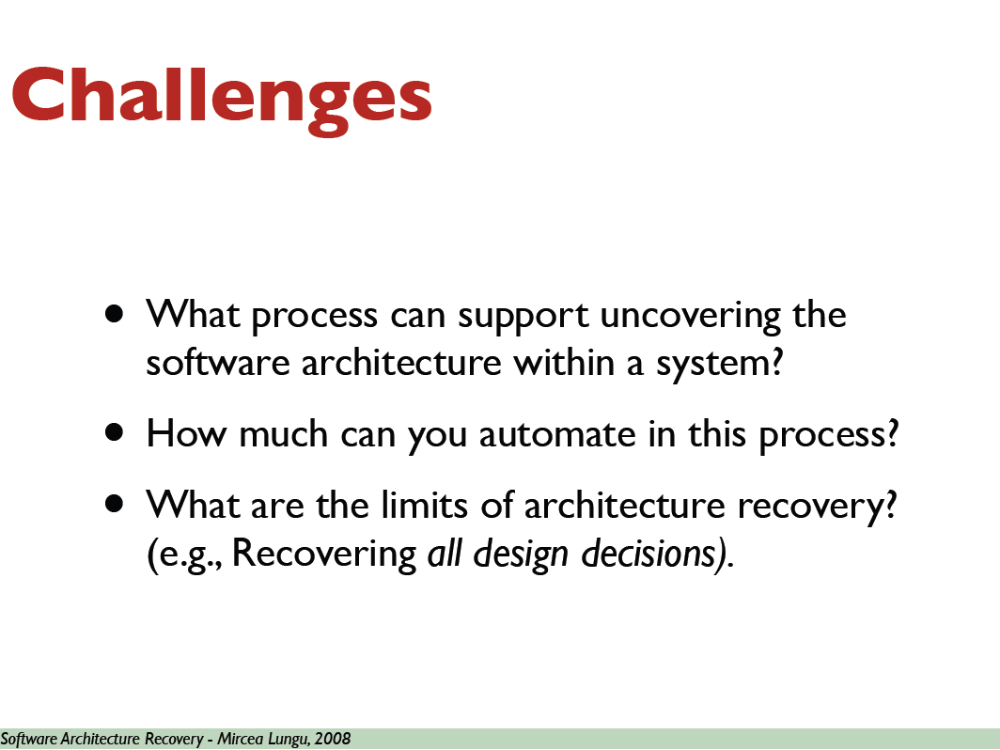 Challenges
• What process can support uncovering the
software architecture within a system?
• How much can you automate in this process?
• What are the limits of architecture recovery?
(e.g., Recovering all design decisions).
Software Architecture Recovery - Mircea Lungu, 2008